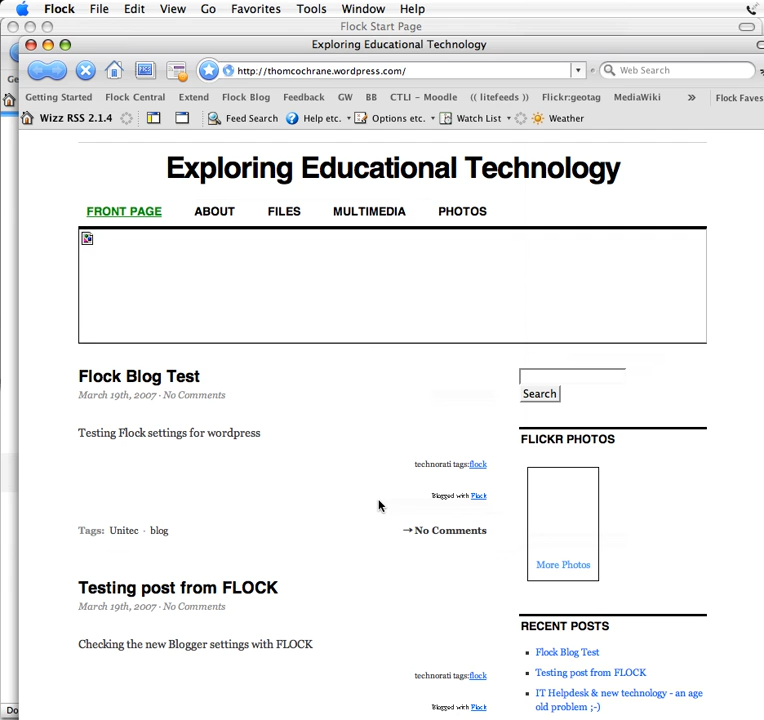 Flock File Edit View Go Favorites Tools Window Help
Flock Start Page
Exploring Educational Technology
http://thomcochrane.wordpress.com/ Web Search
Getting Started Flock Central Extend Flock Blog Feedback GW BB CTLI - Moodle (( litefeeds )) Flickr:geotag MediaWiki » Flock Faves
Wizz RSS 2.1.4 Feed Search Help etc. Options etc. Watch List Weather
Exploring Educational Technology
FRONT PAGE ABOUT FILES MULTIMEDIA PHOTOS
Flock Blog Test
March 19th, 2007 · No Comments
Search
Testing Flock settings for wordpress
FLICKR PHOTOS
technorati tags:flock
Blogged with Flock
Tags: Unitec · blog →No Comments
More Photos
Testing post from FLOCK
March 19th, 2007 · No Comments
RECENT POSTS
Checking the new Blogger settings with FLOCK
Flock Blog Test
technorati tags:flock
Testing post from FLOCK
IT Helpdesk & new technology - an age
old problem ;-)
Blogged with Flock
Do